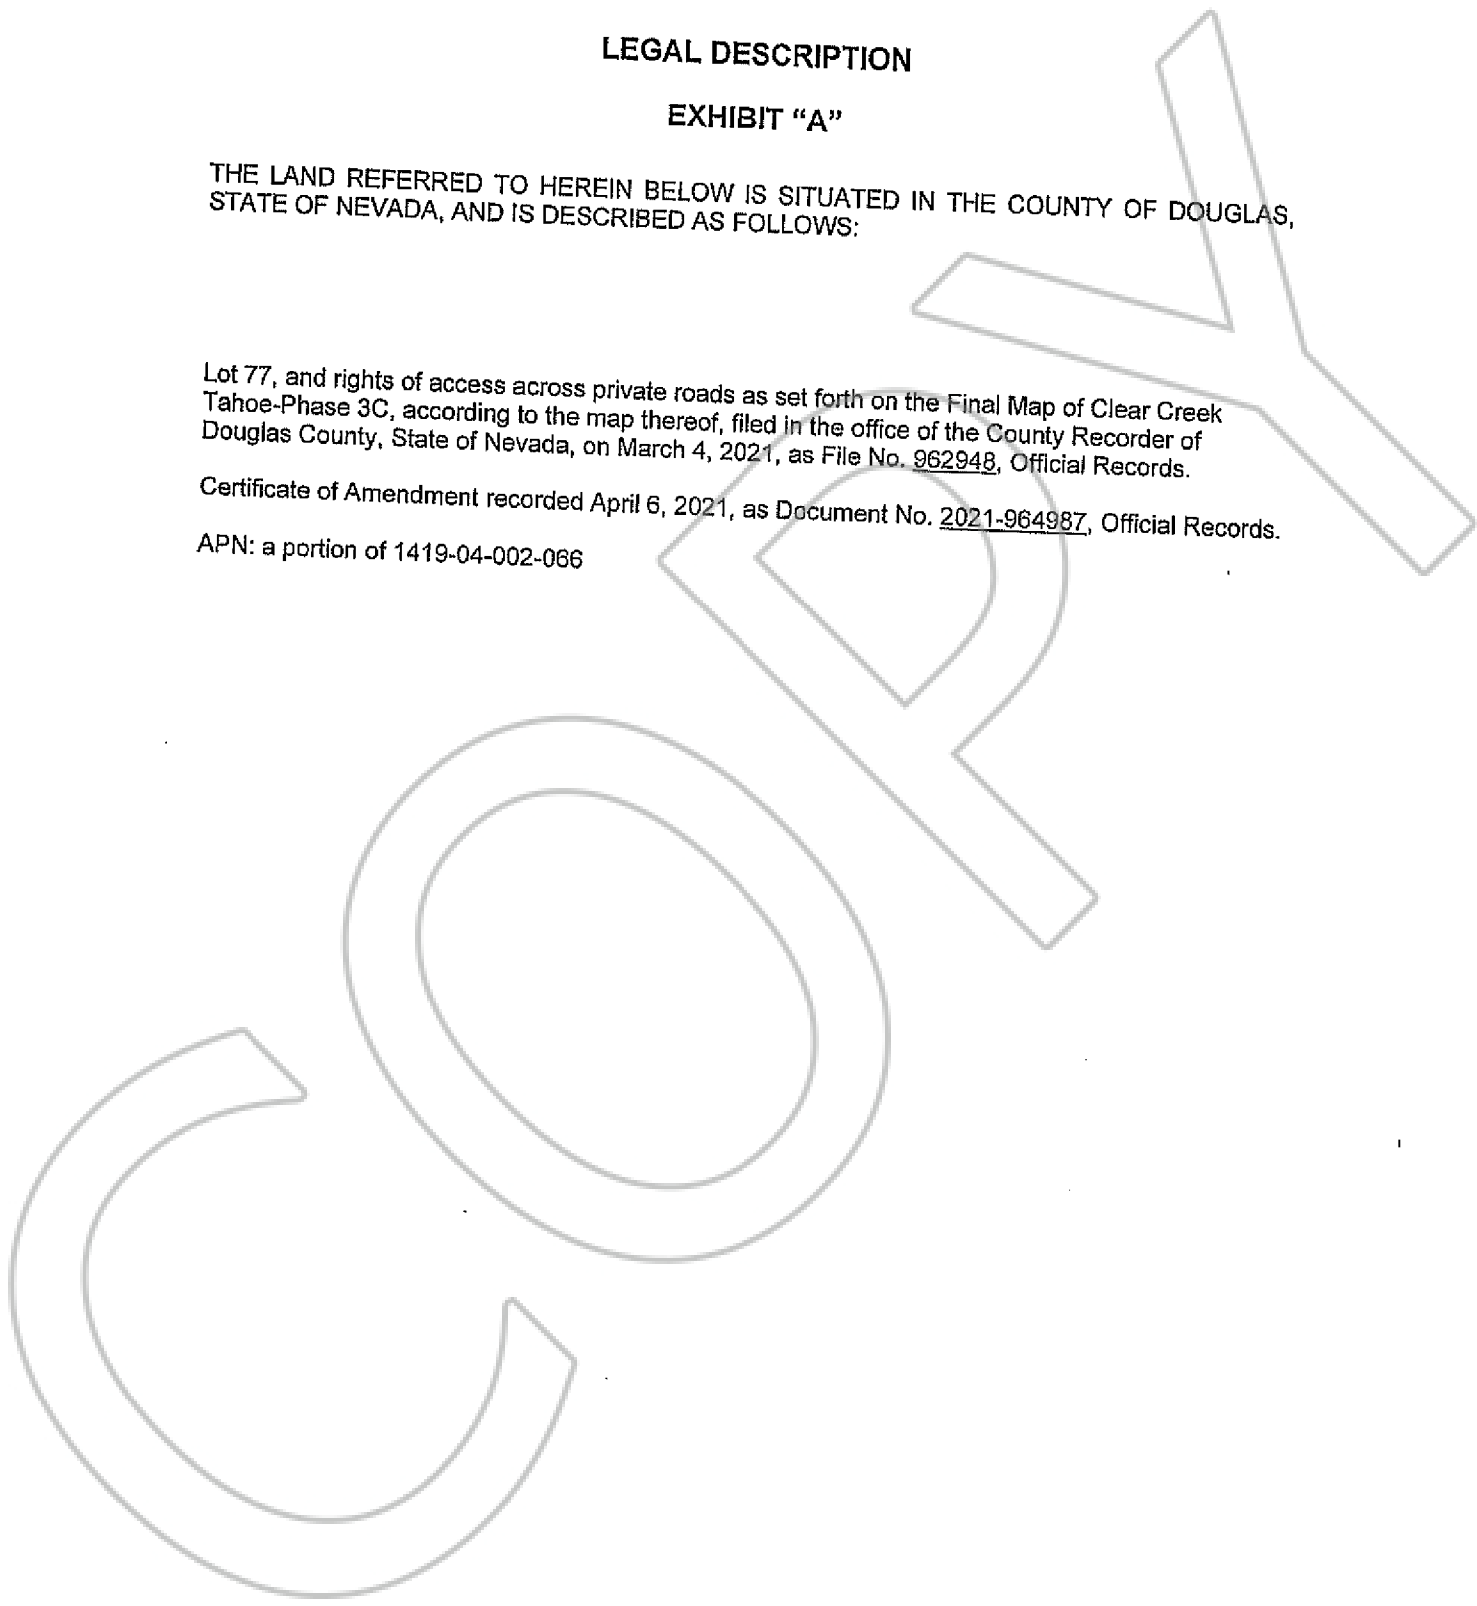 LEGAL DESCRIPTION
EXHIBIT “A”
THE LAND REFERRED TO HEREIN BELOW IS SITUATED IN THE COUNTY OF DOUGLAS,
STATE OF NEVADA, AND IS DESCRIBED AS FOLLOWS:
Lot 77, and rights of access across private roads as set forth on the Final Map of Clear Creek
Tahoe-Phase 3C, according to the map thereof, filed in the office of the County Recorder of
Douglas County, State of Nevada, on March 4, 2021, as File No. 962948, Official Records.
Certificate of Amendment recorded April 6, 2021, as Document No. 2021-964987, Official Records.
APN: a portion of 1419-04-002-066
COPY